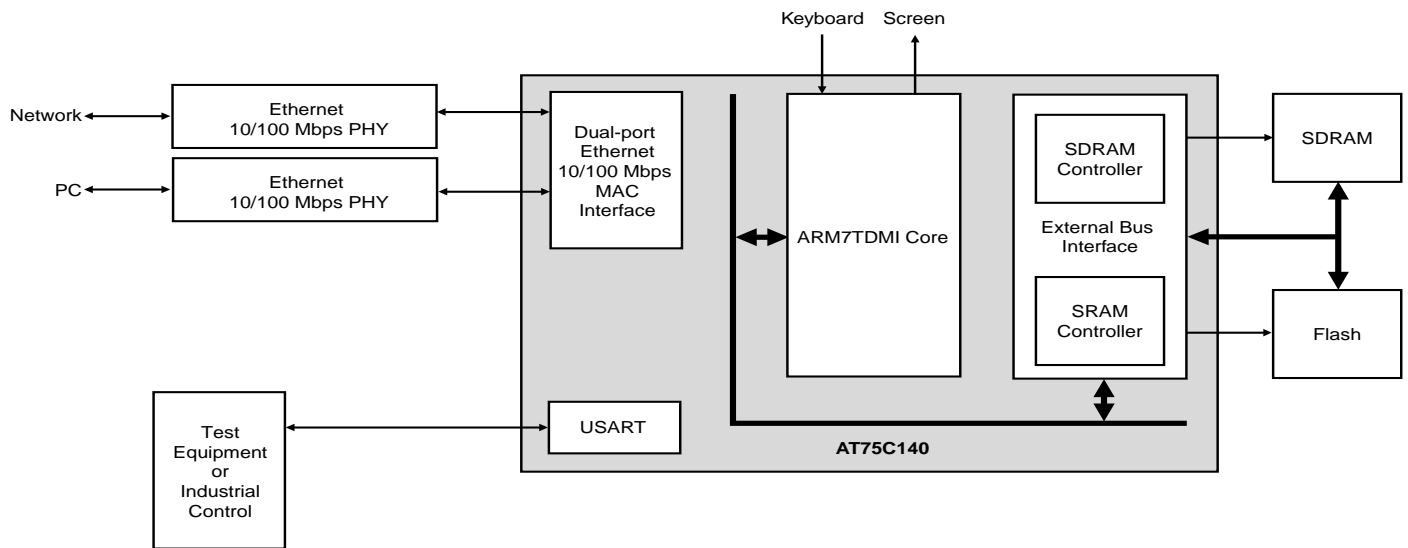 Keyboard
Screen
Network
Ethernet
10/100 Mbps PHY
PC
Ethernet
10/100 Mbps PHY
Dual-port
Ethernet
10/100 Mbps
MAC
Interface
ARM7TDMI Core
SDRAM
Controller
External Bus
Interface
SRAM
Controller
SDRAM
Flash
Test
Equipment
or
Industrial
Control
USART
AT75C140